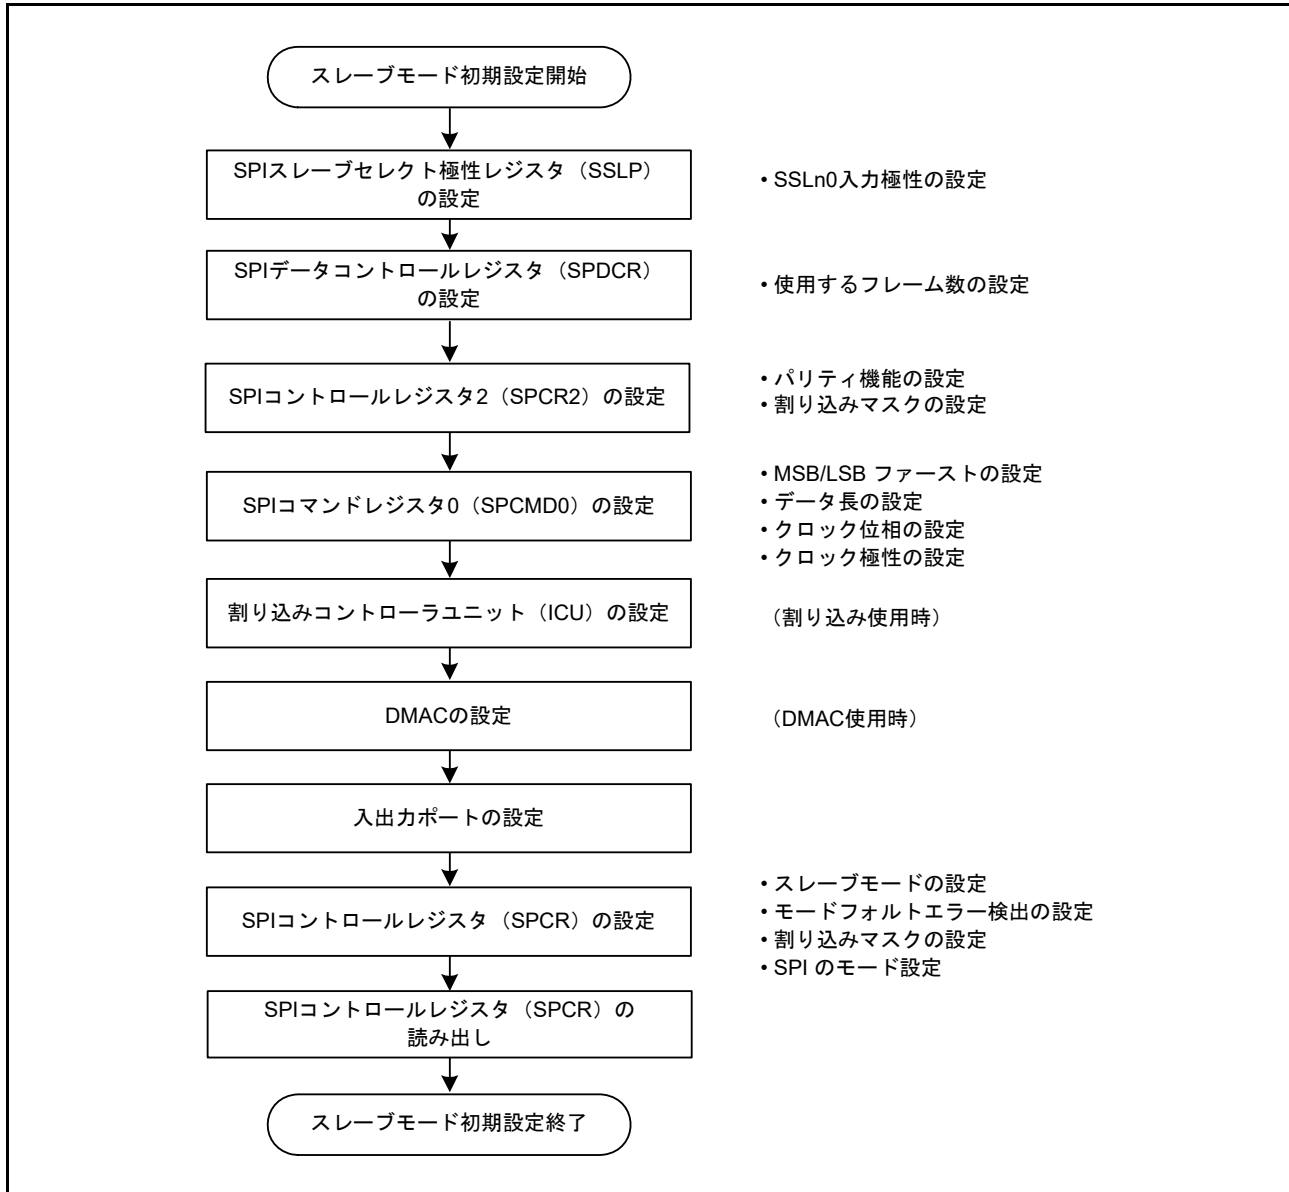 スレーブモード初期設定開始
SPIスレーブセレクト極性レジスタ（SSLP）
の設定
• SSLn0入力極性の設定
SPIデータコントロールレジスタ（SPDCR）
の設定
• 使用するフレーム数の設定
SPIコントロールレジスタ2（SPCR2）の設定
• パリティ機能の設定
• 割り込みマスクの設定
SPIコマンドレジスタ0（SPCMD0）の設定
• MSB/LSB ファーストの設定
• データ長の設定
• クロック位相の設定
• クロック極性の設定
割り込みコントローラユニット（ICU）の設定
（割り込み使用時）
DMACの設定
（DMAC使用時）
入出力ポートの設定
SPIコントロールレジスタ（SPCR）の設定
• スレーブモードの設定
• モードフォルトエラー検出の設定
• 割り込みマスクの設定
• SPI のモード設定
SPIコントロールレジスタ（SPCR）の
読み出し
スレーブモード初期設定終了